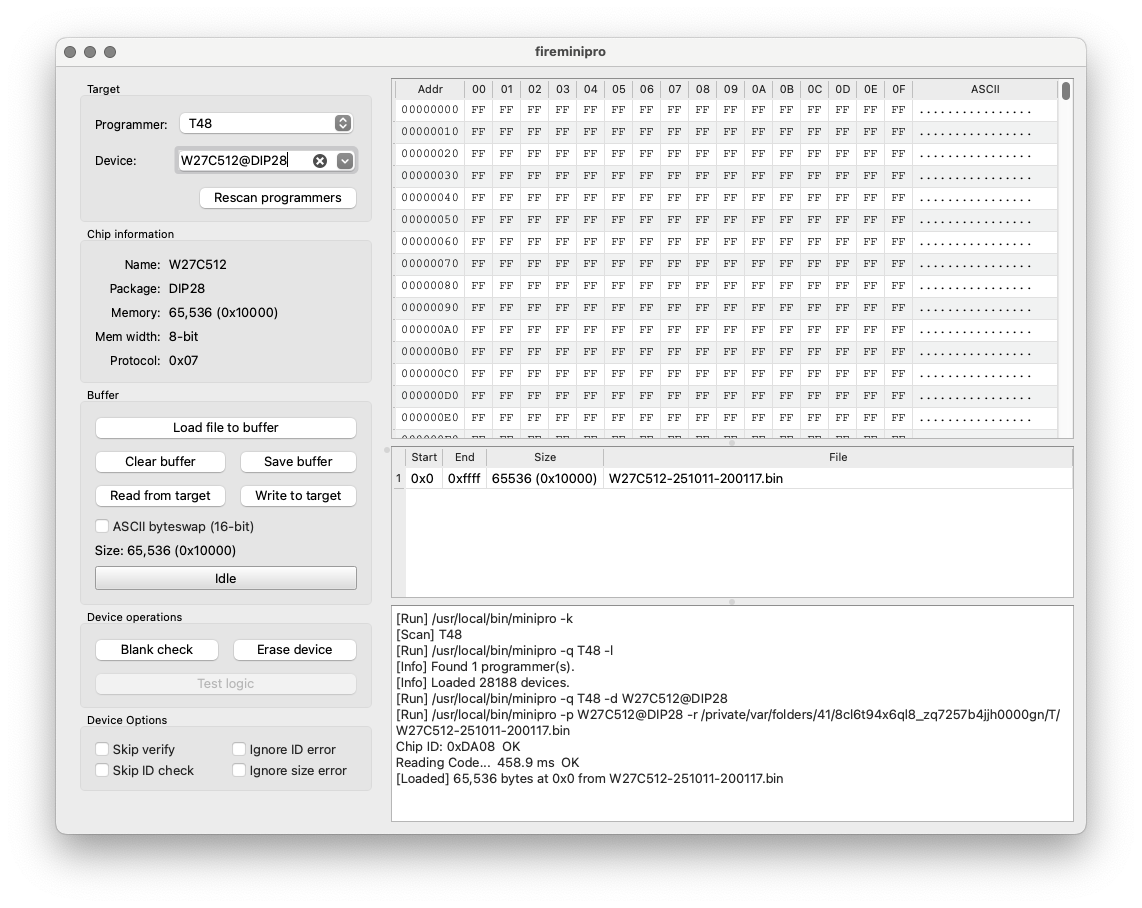 fireminipro
Target
Programmer: T48
Device: W27C512@DIP28
Rescan programmers
Chip information
Name: W27C512
Package: DIP28
Memory: 65,536 (0x10000)
Mem width: 8-bit
Protocol: 0x07
Buffer
Load file to buffer
Clear buffer Save buffer
Read from target Write to target
ASCII byteswap (16-bit)
Size: 65,536 (0x10000)
Idle
Device operations
Blank check Erase device
Test logic
Device Options
Skip verify Ignore ID error
Skip ID check Ignore size error
Addr 00 01 02 03 04 05 06 07 08 09 0A 0B 0C 0D 0E 0F ASCII
00000000 FF FF FF FF FF FF FF FF FF FF FF FF FF FF FF FF ................
00000010 FF FF FF FF FF FF FF FF FF FF FF FF FF FF FF FF ................
00000020 FF FF FF FF FF FF FF FF FF FF FF FF FF FF FF FF ................
00000030 FF FF FF FF FF FF FF FF FF FF FF FF FF FF FF FF ................
00000040 FF FF FF FF FF FF FF FF FF FF FF FF FF FF FF FF ................
00000050 FF FF FF FF FF FF FF FF FF FF FF FF FF FF FF FF ................
00000060 FF FF FF FF FF FF FF FF FF FF FF FF FF FF FF FF ................
00000070 FF FF FF FF FF FF FF FF FF FF FF FF FF FF FF FF ................
00000080 FF FF FF FF FF FF FF FF FF FF FF FF FF FF FF FF ................
00000090 FF FF FF FF FF FF FF FF FF FF FF FF FF FF FF FF ................
000000A0 FF FF FF FF FF FF FF FF FF FF FF FF FF FF FF FF ................
000000B0 FF FF FF FF FF FF FF FF FF FF FF FF FF FF FF FF ................
000000C0 FF FF FF FF FF FF FF FF FF FF FF FF FF FF FF FF ................
000000D0 FF FF FF FF FF FF FF FF FF FF FF FF FF FF FF FF ................
000000E0 FF FF FF FF FF FF FF FF FF FF FF FF FF FF FF FF ................
Start End Size File
1 0x0 0xffff 65536 (0x10000) W27C512-251011-200117.bin
[Run] /usr/local/bin/minipro -k
[Scan] T48
[Run] /usr/local/bin/minipro -q T48 -l
[Info] Found 1 programmer(s).
[Info] Loaded 28188 devices.
[Run] /usr/local/bin/minipro -q T48 -d W27C512@DIP28
[Run] /usr/local/bin/minipro -p W27C512@DIP28 -r /private/var/folders/41/8cl6t94x6ql8_zq7257b4jjh0000gn/T/
W27C512-251011-200117.bin
Chip ID: 0xDA08  OK
Reading Code...  458.9 ms  OK
[Loaded] 65,536 bytes at 0x0 from W27C512-251011-200117.bin